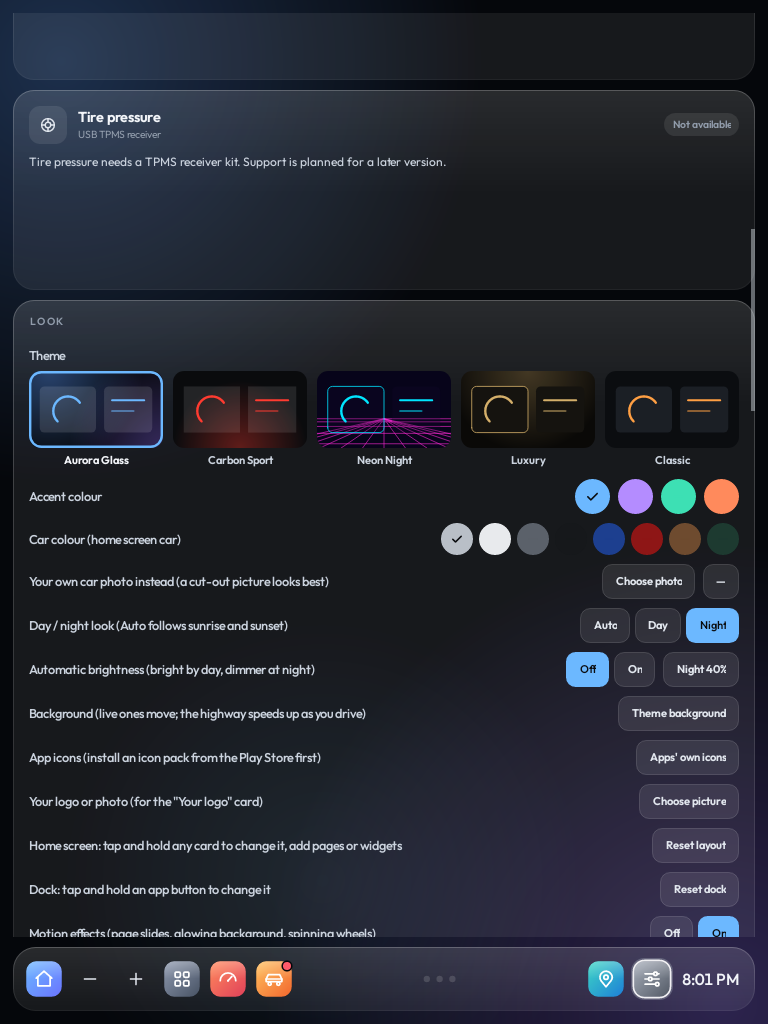 Tire pressure
USB TPMS receiver
Not available
Tire pressure needs a TPMS receiver kit. Support is planned for a later version.
LOOK
Theme
Aurora Glass
Carbon Sport
Neon Night
Luxury
Classic
Accent colour
Car colour (home screen car)
Your own car photo instead (a cut-out picture looks best)
Choose photo
—
Day / night look (Auto follows sunrise and sunset)
Auto
Day
Night
Automatic brightness (bright by day, dimmer at night)
Off
On
Night 40%
Background (live ones move; the highway speeds up as you drive)
Theme background
App icons (install an icon pack from the Play Store first)
Apps' own icons
Your logo or photo (for the "Your logo" card)
Choose picture
Home screen: tap and hold any card to change it, add pages or widgets
Reset layout
Dock: tap and hold an app button to change it
Reset dock
Motion effects (page slides, glowing background, spinning wheels)
Off
On
8:01 PM